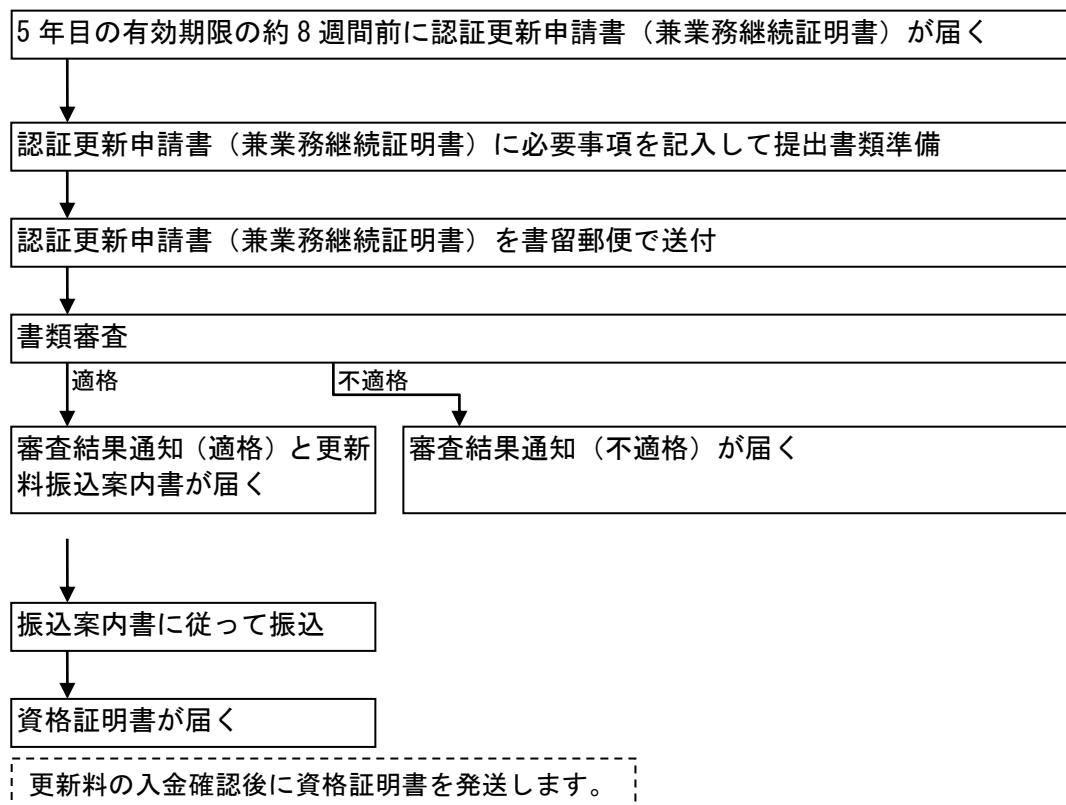 5年目の有効期限の約8週間前に認証更新申請書（兼業務継続証明書）が届く
認証更新申請書（兼業務継続証明書）に必要事項を記入して提出書類準備
認証更新申請書（兼業務継続証明書）を書留郵便で送付
書類審査
適格
不適格
審査結果通知（適格）と更新
料振込案内書が届く
審査結果通知（不適格）が届く
振込案内書に従って振込
資格証明書が届く
更新料の入金確認後に資格証明書を発送します。